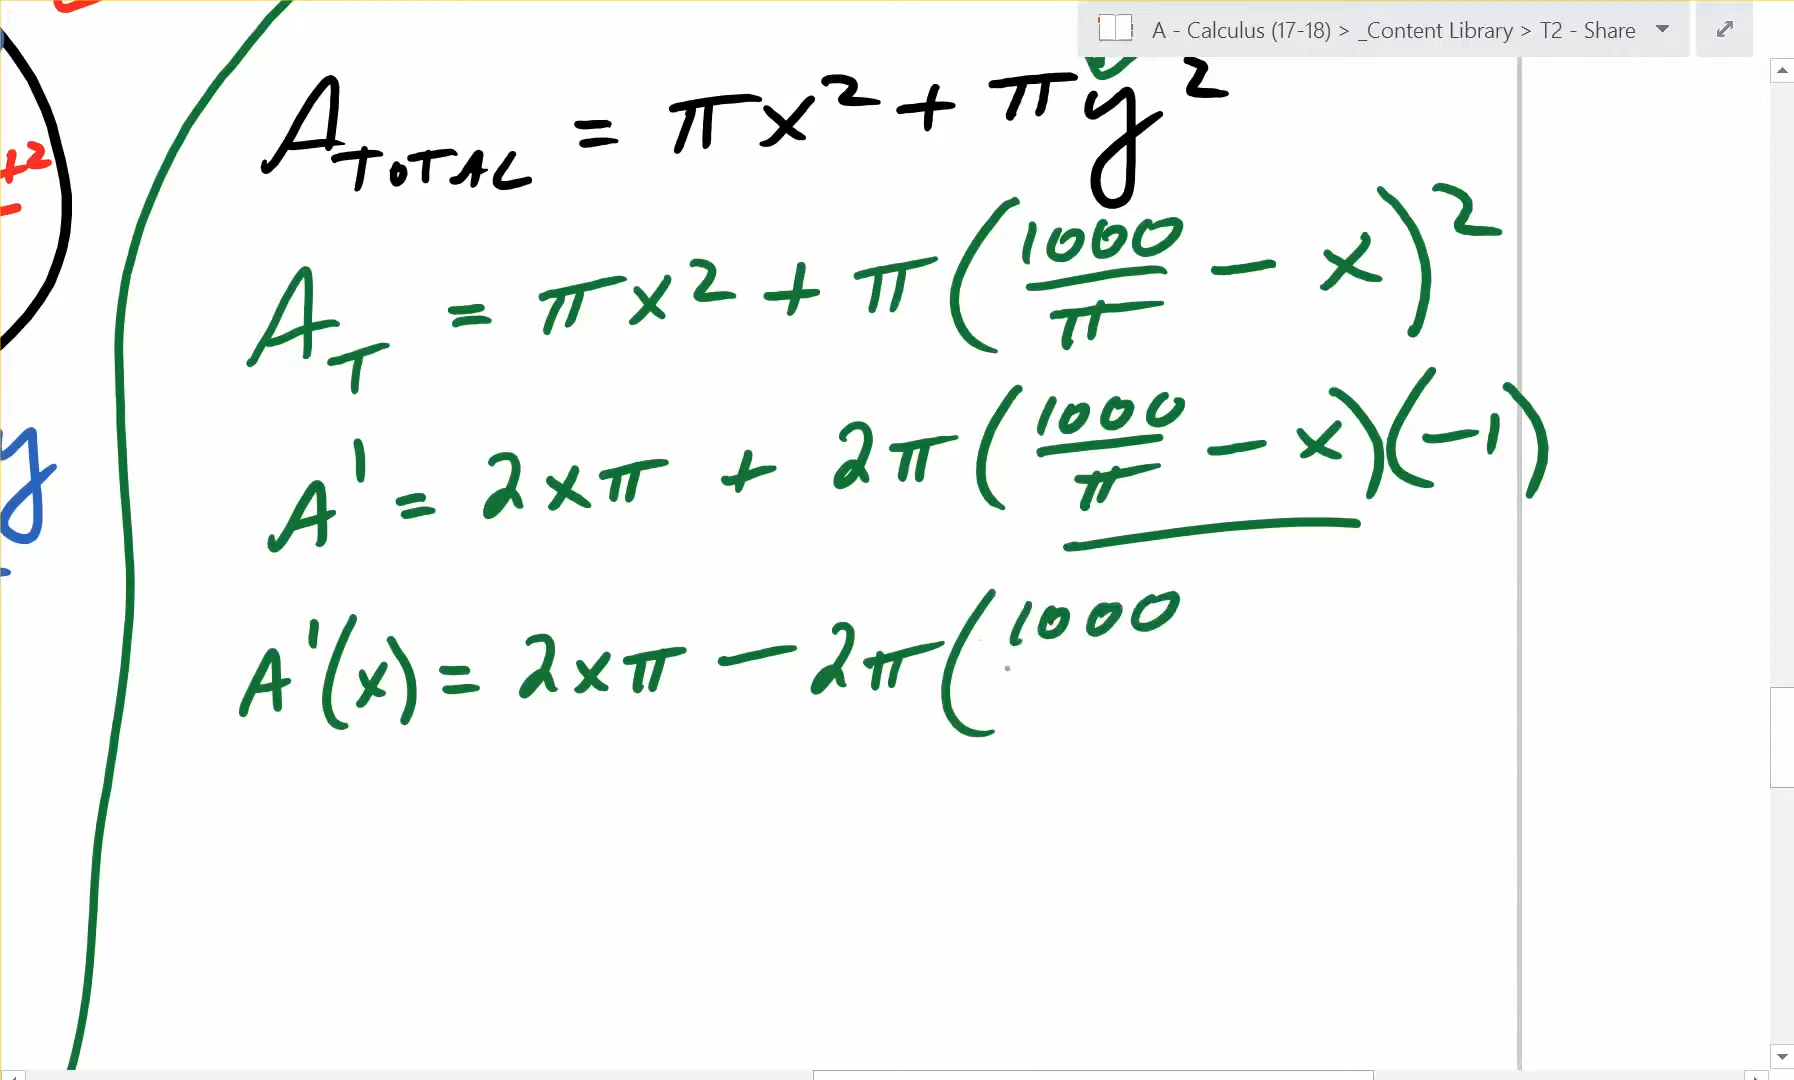 A - Calculus (17-18) > _Content Library > T2 - Share
A_TOTAL = πx² + πy²
+2
A_T = πx² + π(1000/π - x)²
y
A' = 2xπ + 2π(1000/π - x)(-1)
A'(x) = 2xπ - 2π(1000